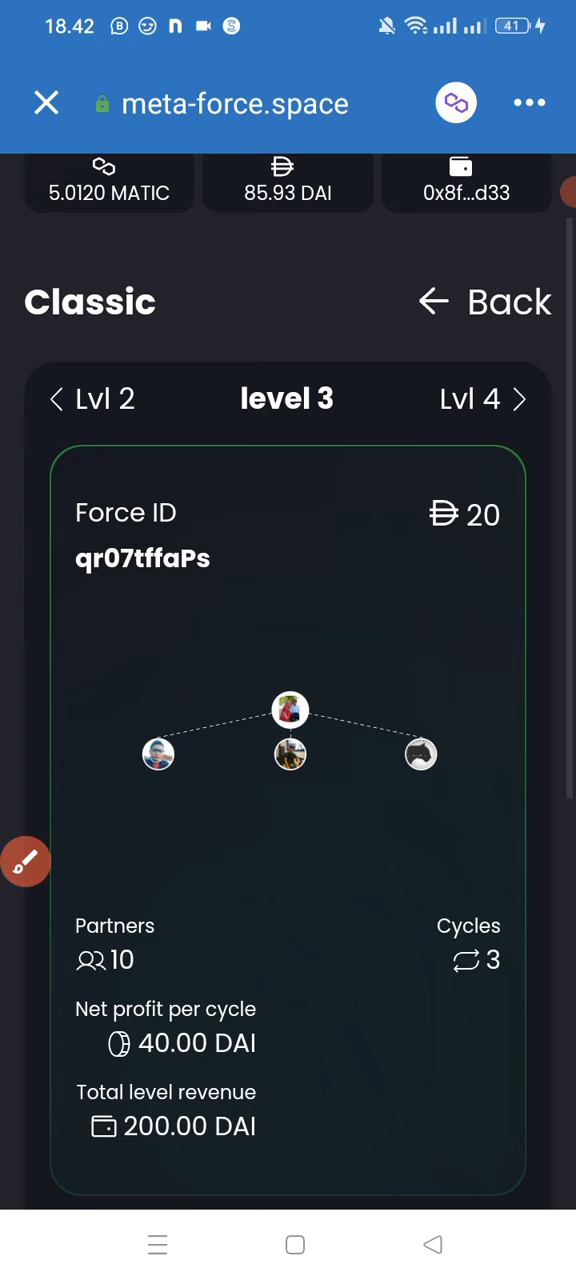 18.42
41
meta-force.space
5.0120 MATIC
85.93 DAI
0x8f...d33
Classic
Back
Lvl 2
level 3
Lvl 4
Force ID
20
qr07tffaPs
Partners
Cycles
10
3
Net profit per cycle
40.00 DAI
Total level revenue
200.00 DAI